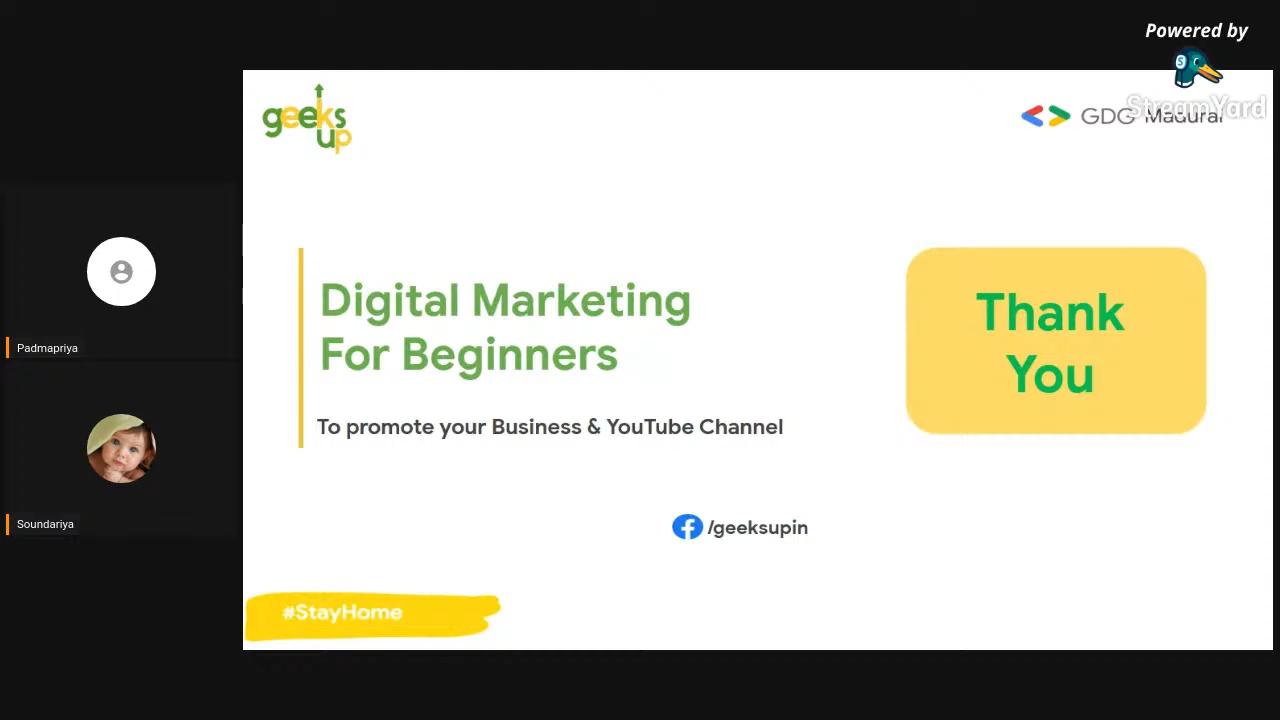 Powered by
StreamYard
geeks
up
GDG Madurai
Digital Marketing
For Beginners
To promote your Business & YouTube Channel
Thank
You
/geeksupin
#StayHome
Padmapriya
Soundariya